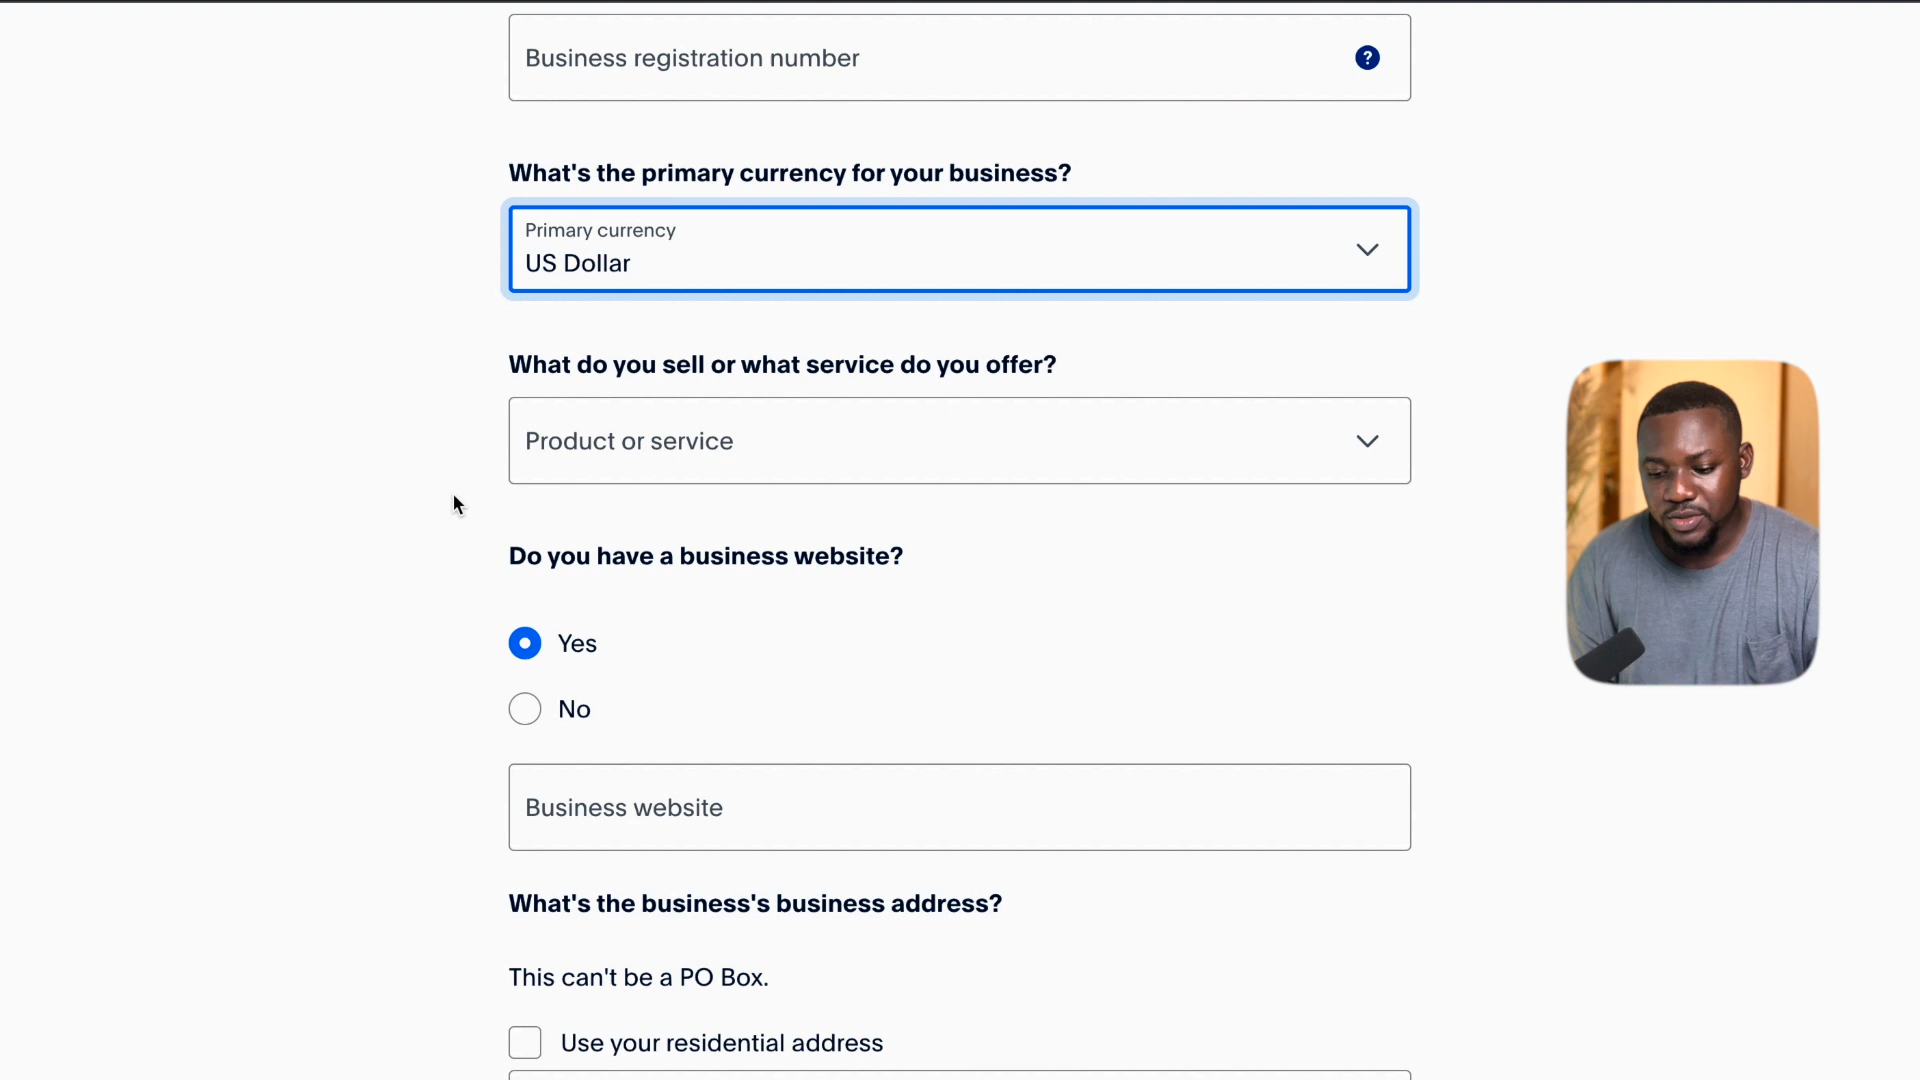 Business registration number
?
What's the primary currency for your business?
Primary currency
US Dollar
What do you sell or what service do you offer?
Product or service
Do you have a business website?
Yes
No
Business website
What's the business's business address?
This can't be a PO Box.
Use your residential address